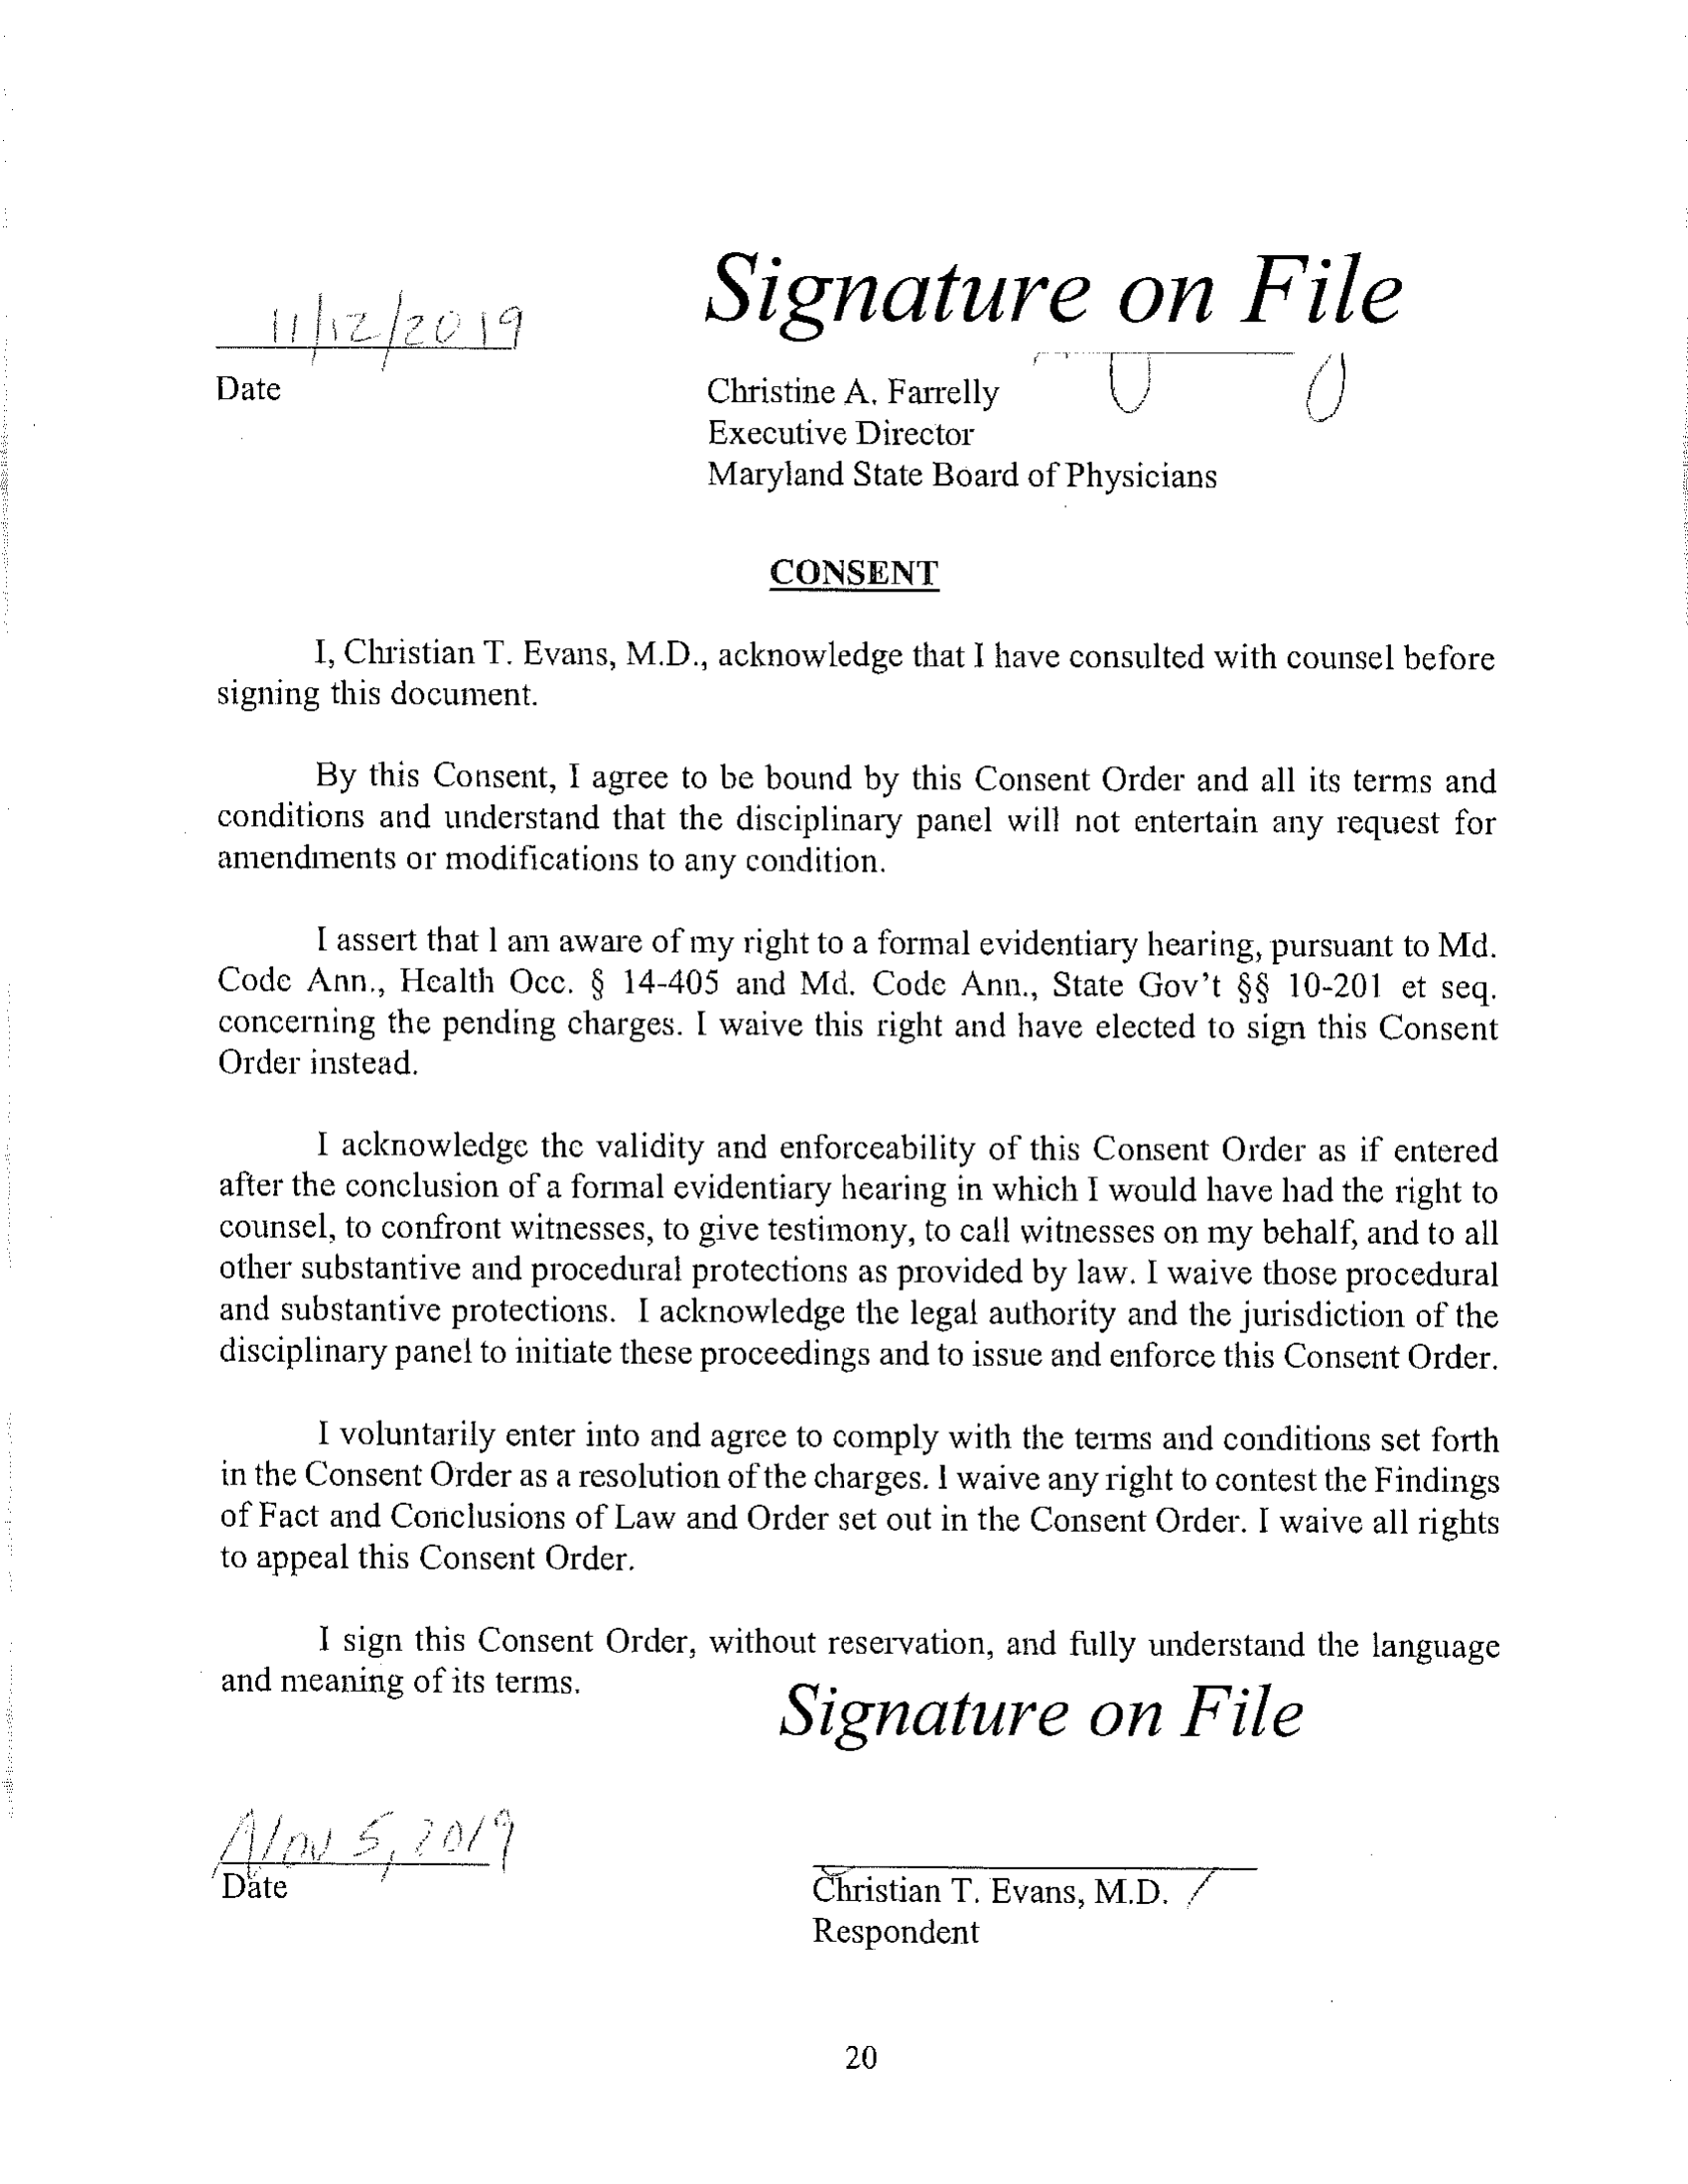 Signature on File
11/12/2019
Date
Christine A. Farrelly
Executive Director
Maryland State Board of Physicians
CONSENT
I, Christian T. Evans, M.D., acknowledge that I have consulted with counsel before
signing this document.
By this Consent, I agree to be bound by this Consent Order and all its terms and
conditions and understand that the disciplinary panel will not entertain any request for
amendments or modifications to any condition.
I assert that I am aware of my right to a formal evidentiary hearing, pursuant to Md.
Code Ann., Health Occ. § 14-405 and Md. Code Ann., State Gov't §§ 10-201 et seq.
concerning the pending charges. I waive this right and have elected to sign this Consent
Order instead.
I acknowledge the validity and enforceability of this Consent Order as if entered
after the conclusion of a formal evidentiary hearing in which I would have had the right to
counsel, to confront witnesses, to give testimony, to call witnesses on my behalf, and to all
other substantive and procedural protections as provided by law. I waive those procedural
and substantive protections. I acknowledge the legal authority and the jurisdiction of the
disciplinary panel to initiate these proceedings and to issue and enforce this Consent Order.
I voluntarily enter into and agree to comply with the terms and conditions set forth
in the Consent Order as a resolution of the charges. I waive any right to contest the Findings
of Fact and Conclusions of Law and Order set out in the Consent Order. I waive all rights
to appeal this Consent Order.
I sign this Consent Order, without reservation, and fully understand the language
and meaning of its terms.
Signature on File
Nov 5, 2019
Date
Christian T. Evans, M.D.
Respondent
20